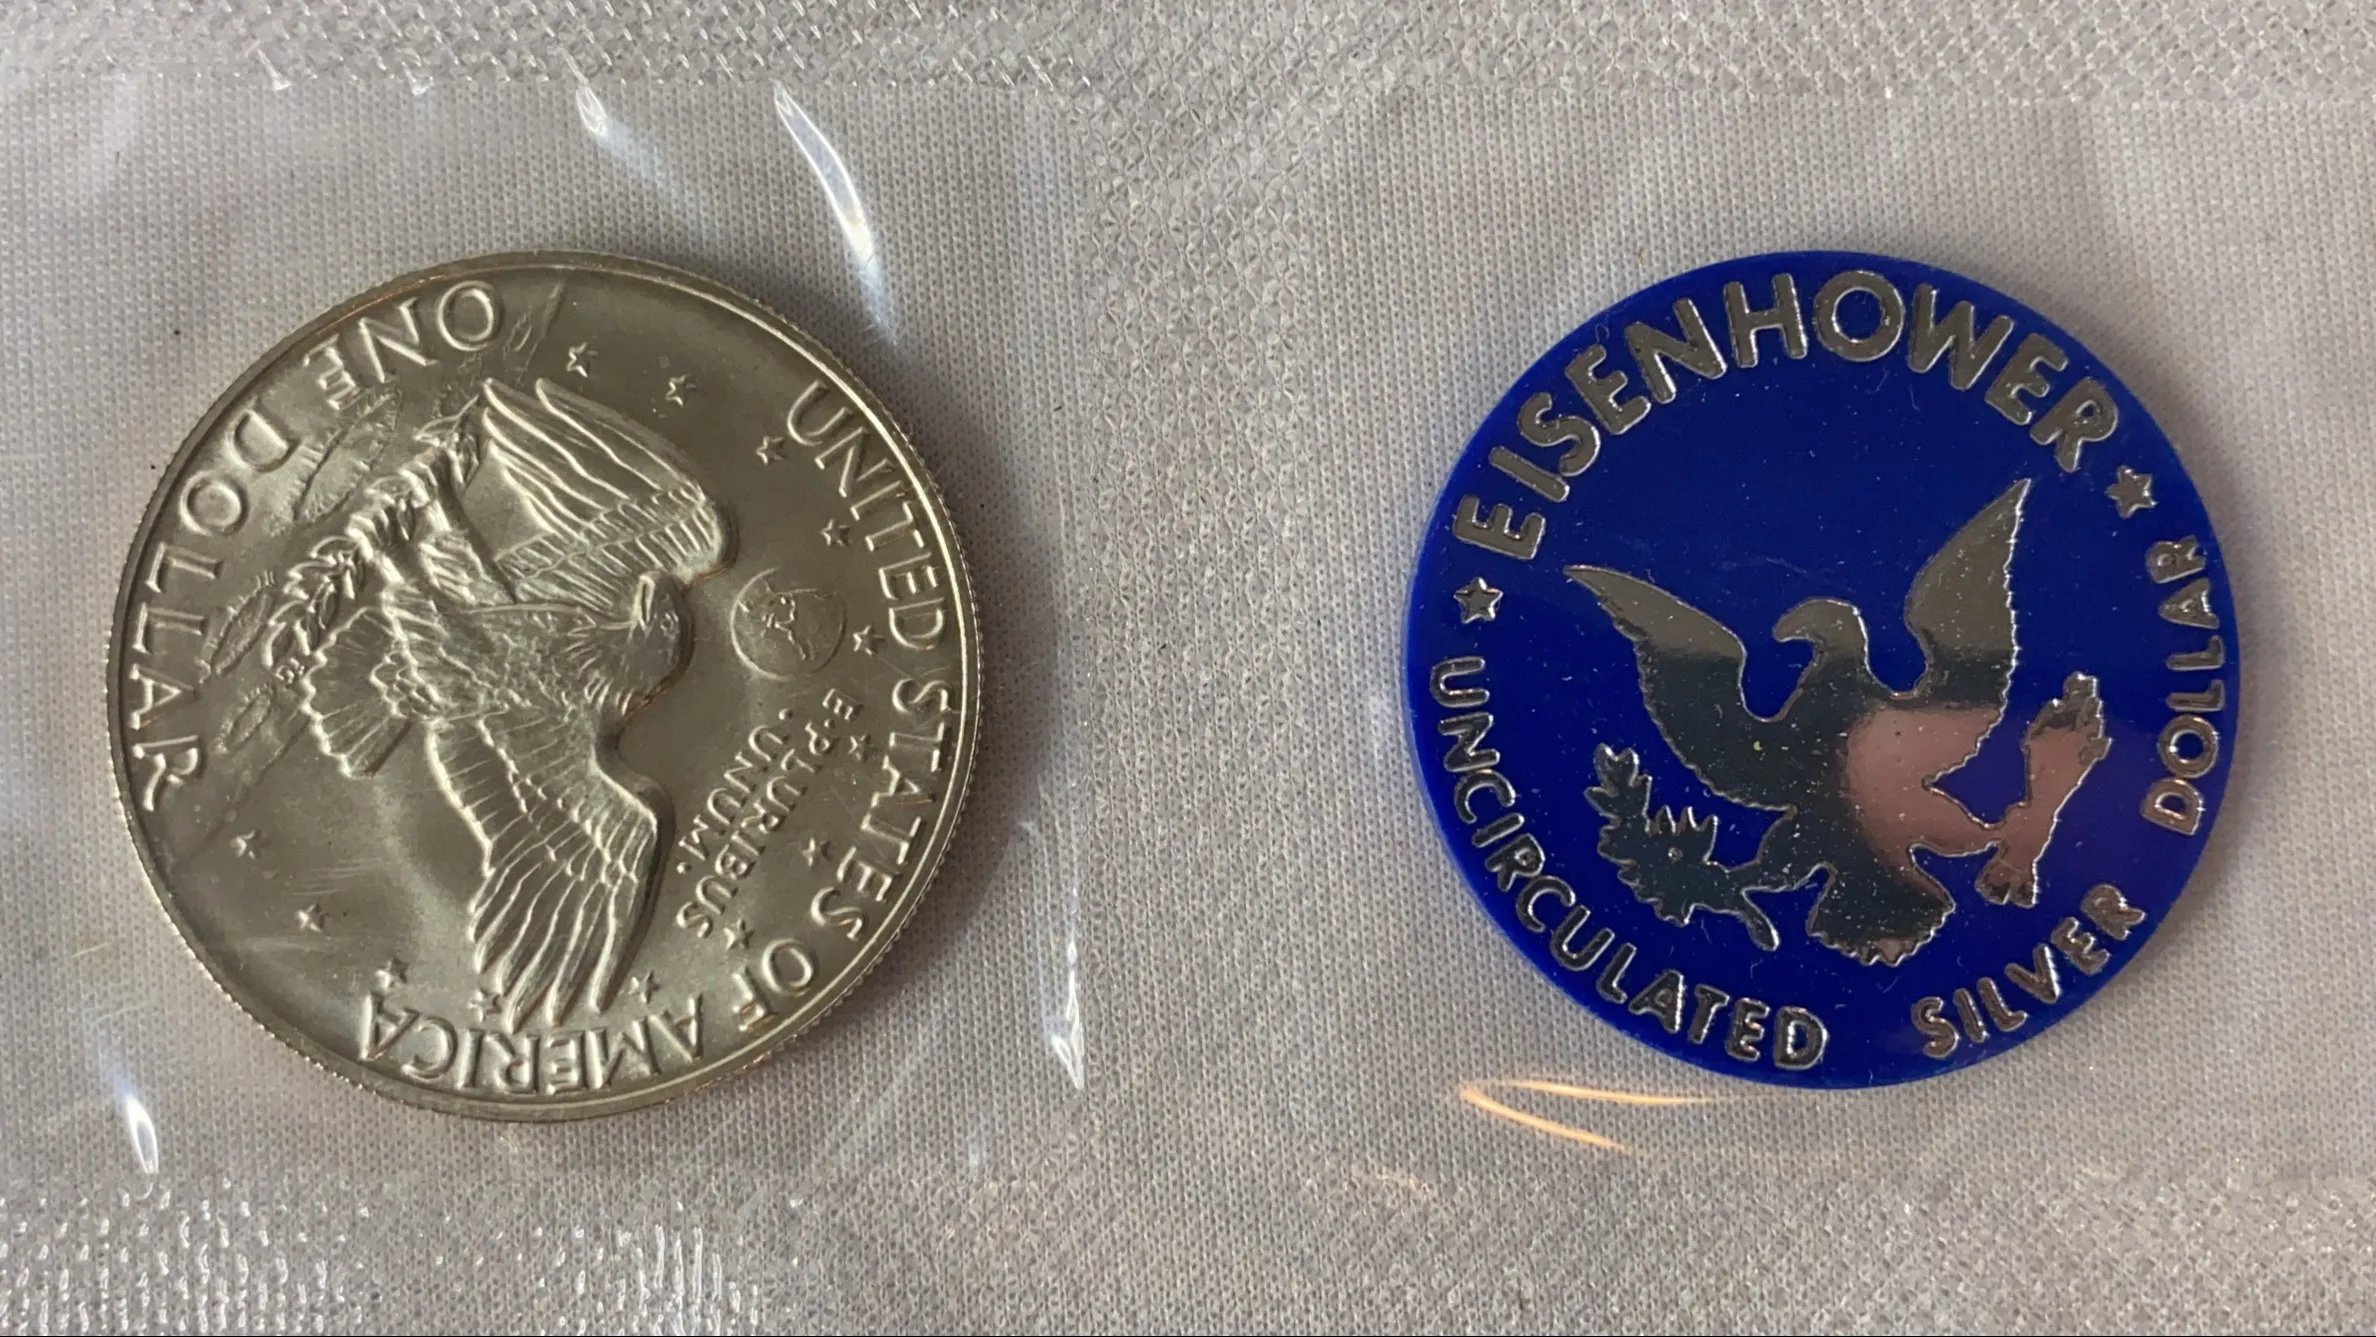 UNITED STATES OF AMERICA
E·PLURIBUS
·UNUM·
ONE DOLLAR
EISENHOWER
UNCIRCULATED SILVER DOLLAR